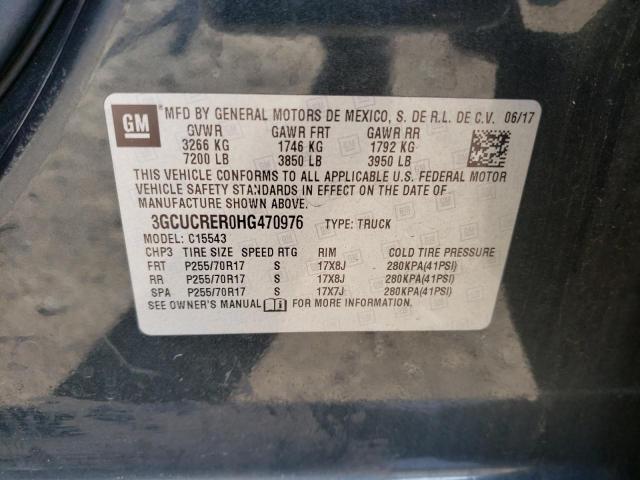 GM
MFD BY GENERAL MOTORS DE MEXICO, S. DE R.L. DE C.V. 06/17
GVWR GAWR FRT GAWR RR
3266 KG 1746 KG 1792 KG
7200 LB 3850 LB 3950 LB
THIS VEHICLE CONFORMS TO ALL APPLICABLE U.S. FEDERAL MOTOR
VEHICLE SAFETY STANDARDS IN EFFECT ON THE DATE OF
MANUFACTURE SHOWN ABOVE.
3GCUCRER0HG470976 TYPE: TRUCK
MODEL: C15543
CHP3 TIRE SIZE SPEED RTG RIM COLD TIRE PRESSURE
FRT P255/70R17 S 17X8J 280KPA(41PSI)
RR P255/70R17 S 17X8J 280KPA(41PSI)
SPA P255/70R17 S 17X7J 280KPA(41PSI)
SEE OWNER'S MANUAL FOR MORE INFORMATION.